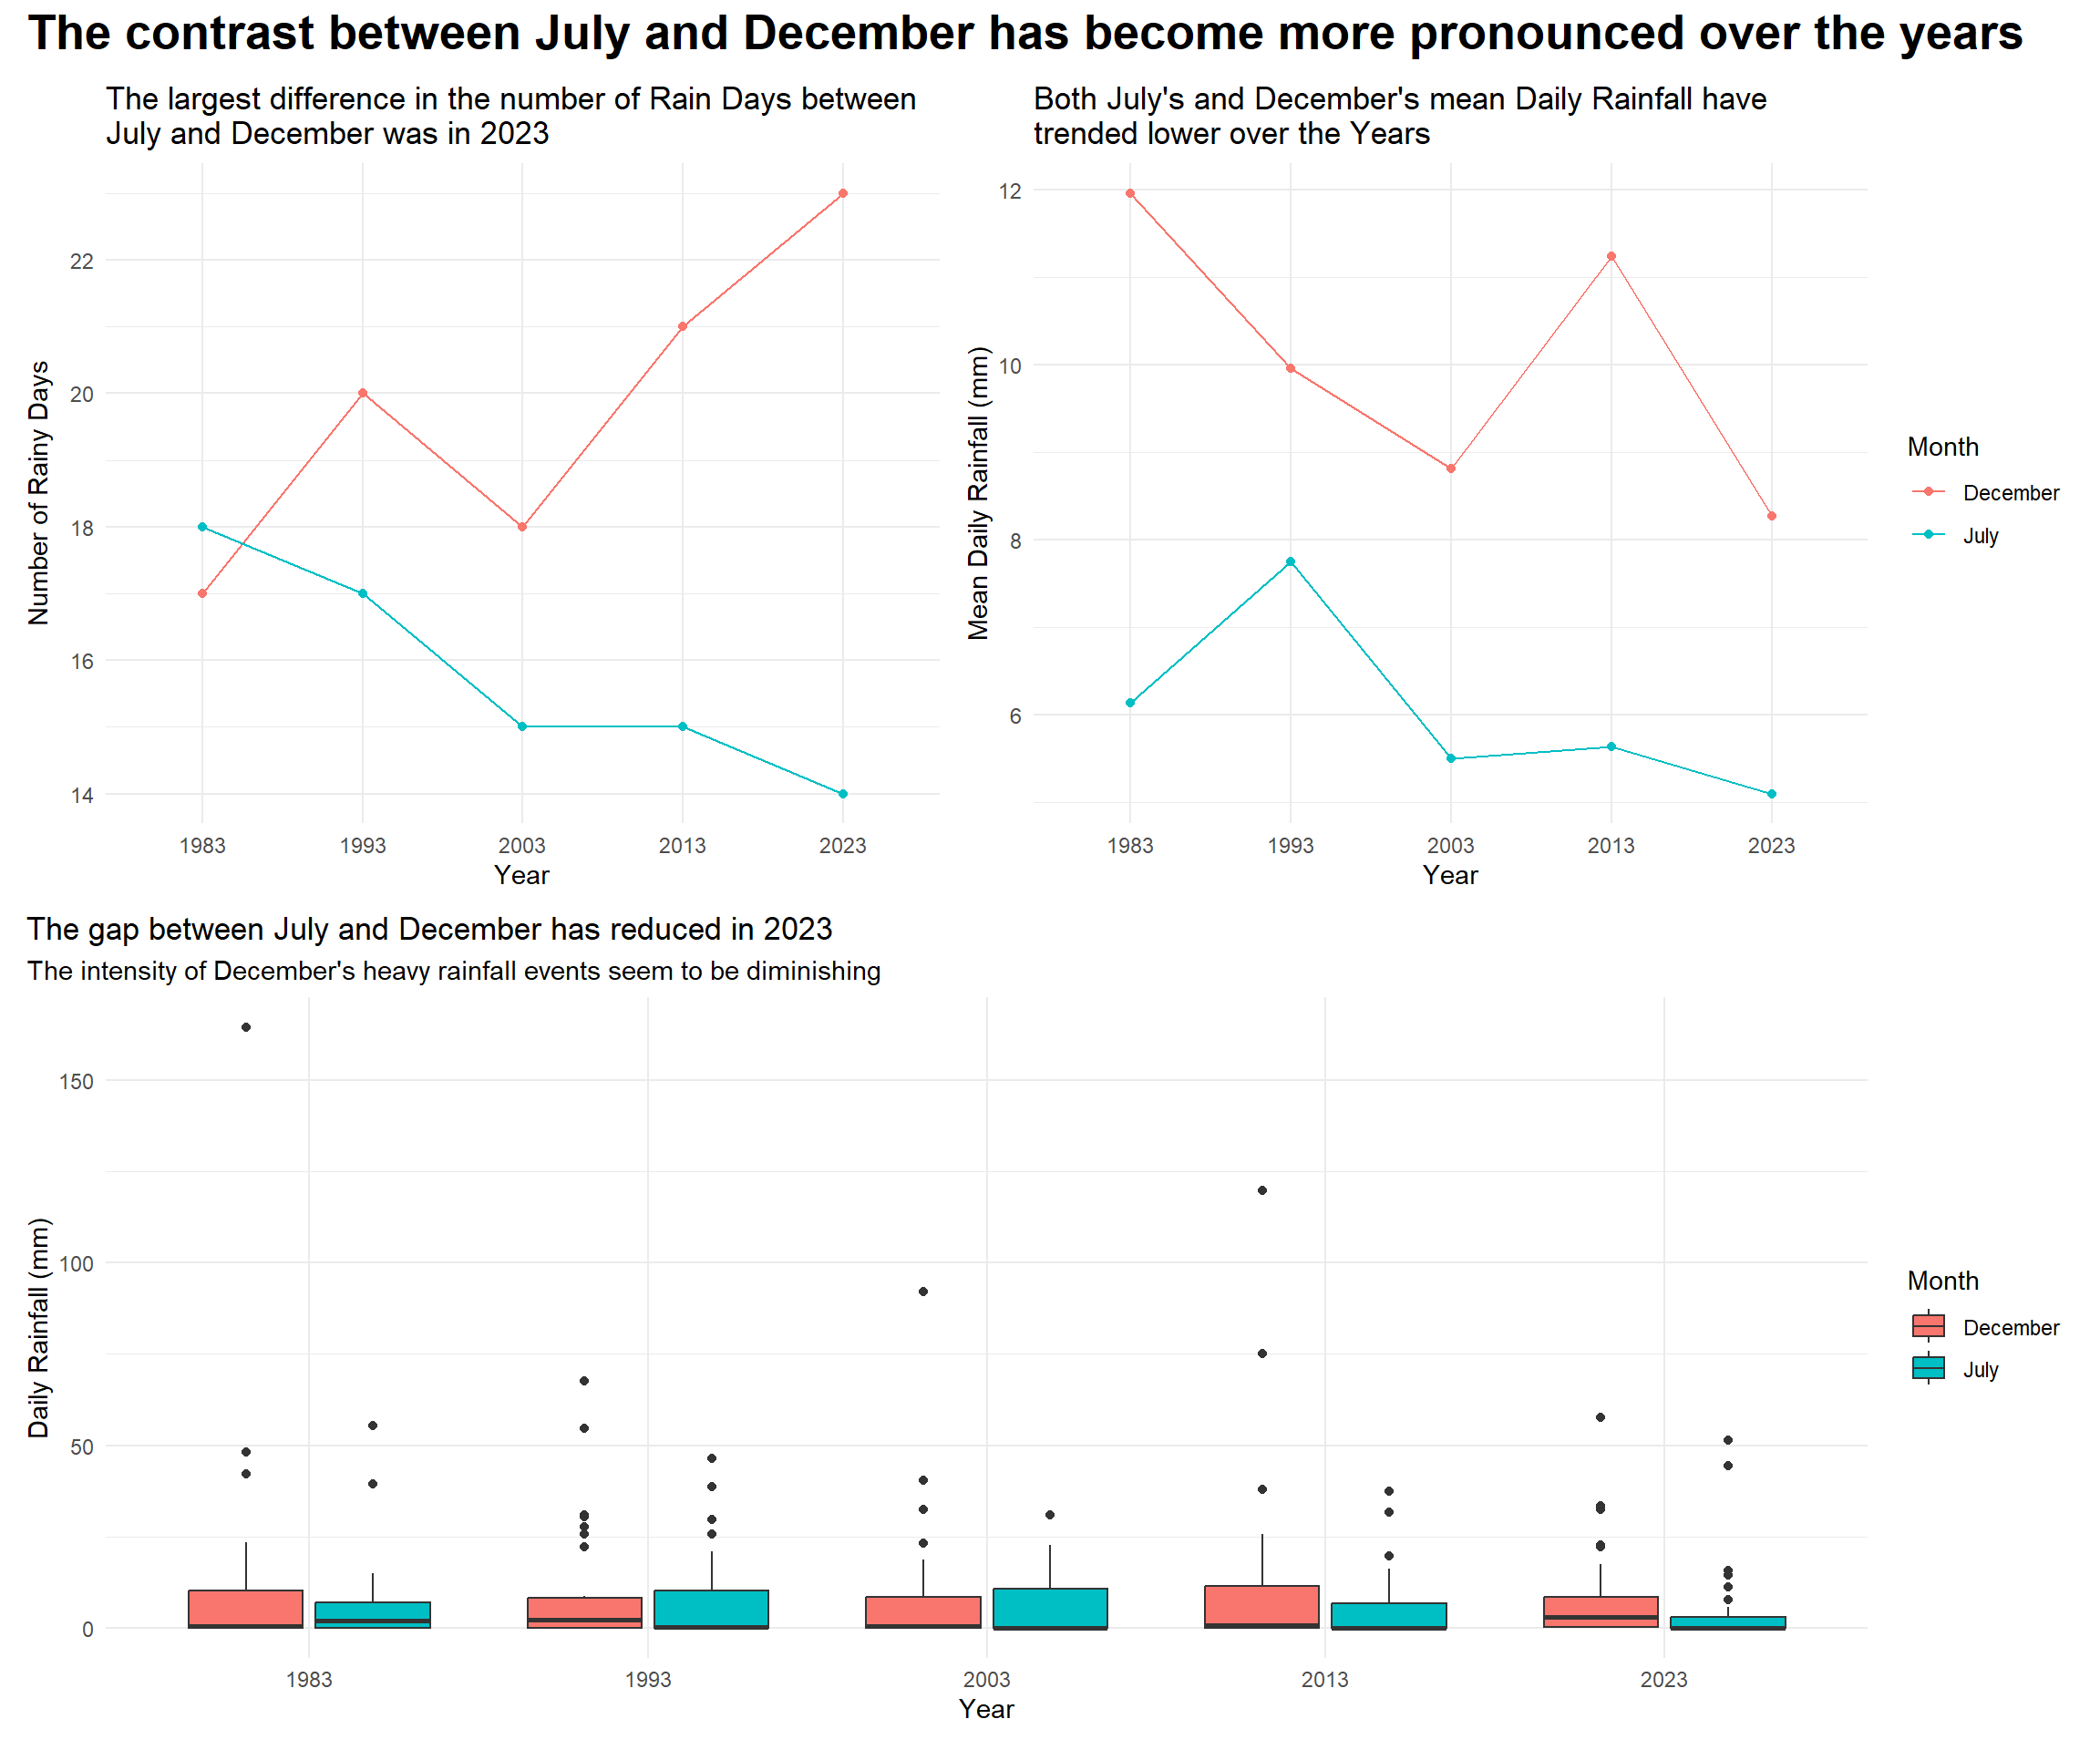 The contrast between July and December has become more pronounced over the years
The largest difference in the number of Rain Days between
July and December was in 2023
22
20
18
16
14
Number of Rainy Days
1983 1993 2003 2013 2023
Year
Both July's and December's mean Daily Rainfall have
trended lower over the Years
12
10
8
6
Mean Daily Rainfall (mm)
1983 1993 2003 2013 2023
Year
Month
December
July
The gap between July and December has reduced in 2023
The intensity of December's heavy rainfall events seem to be diminishing
150
100
50
0
Daily Rainfall (mm)
1983 1993 2003 2013 2023
Year
Month
December
July